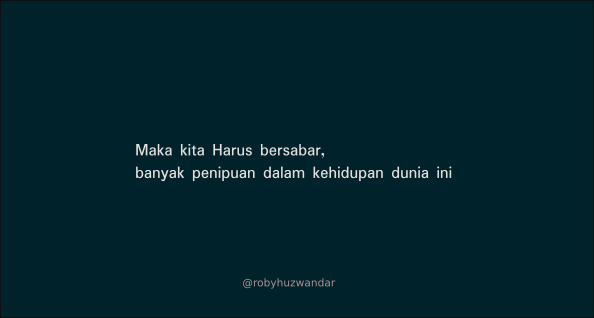 Maka kita Harus bersabar,
banyak penipuan dalam kehidupan dunia ini
@robyhuzwandar